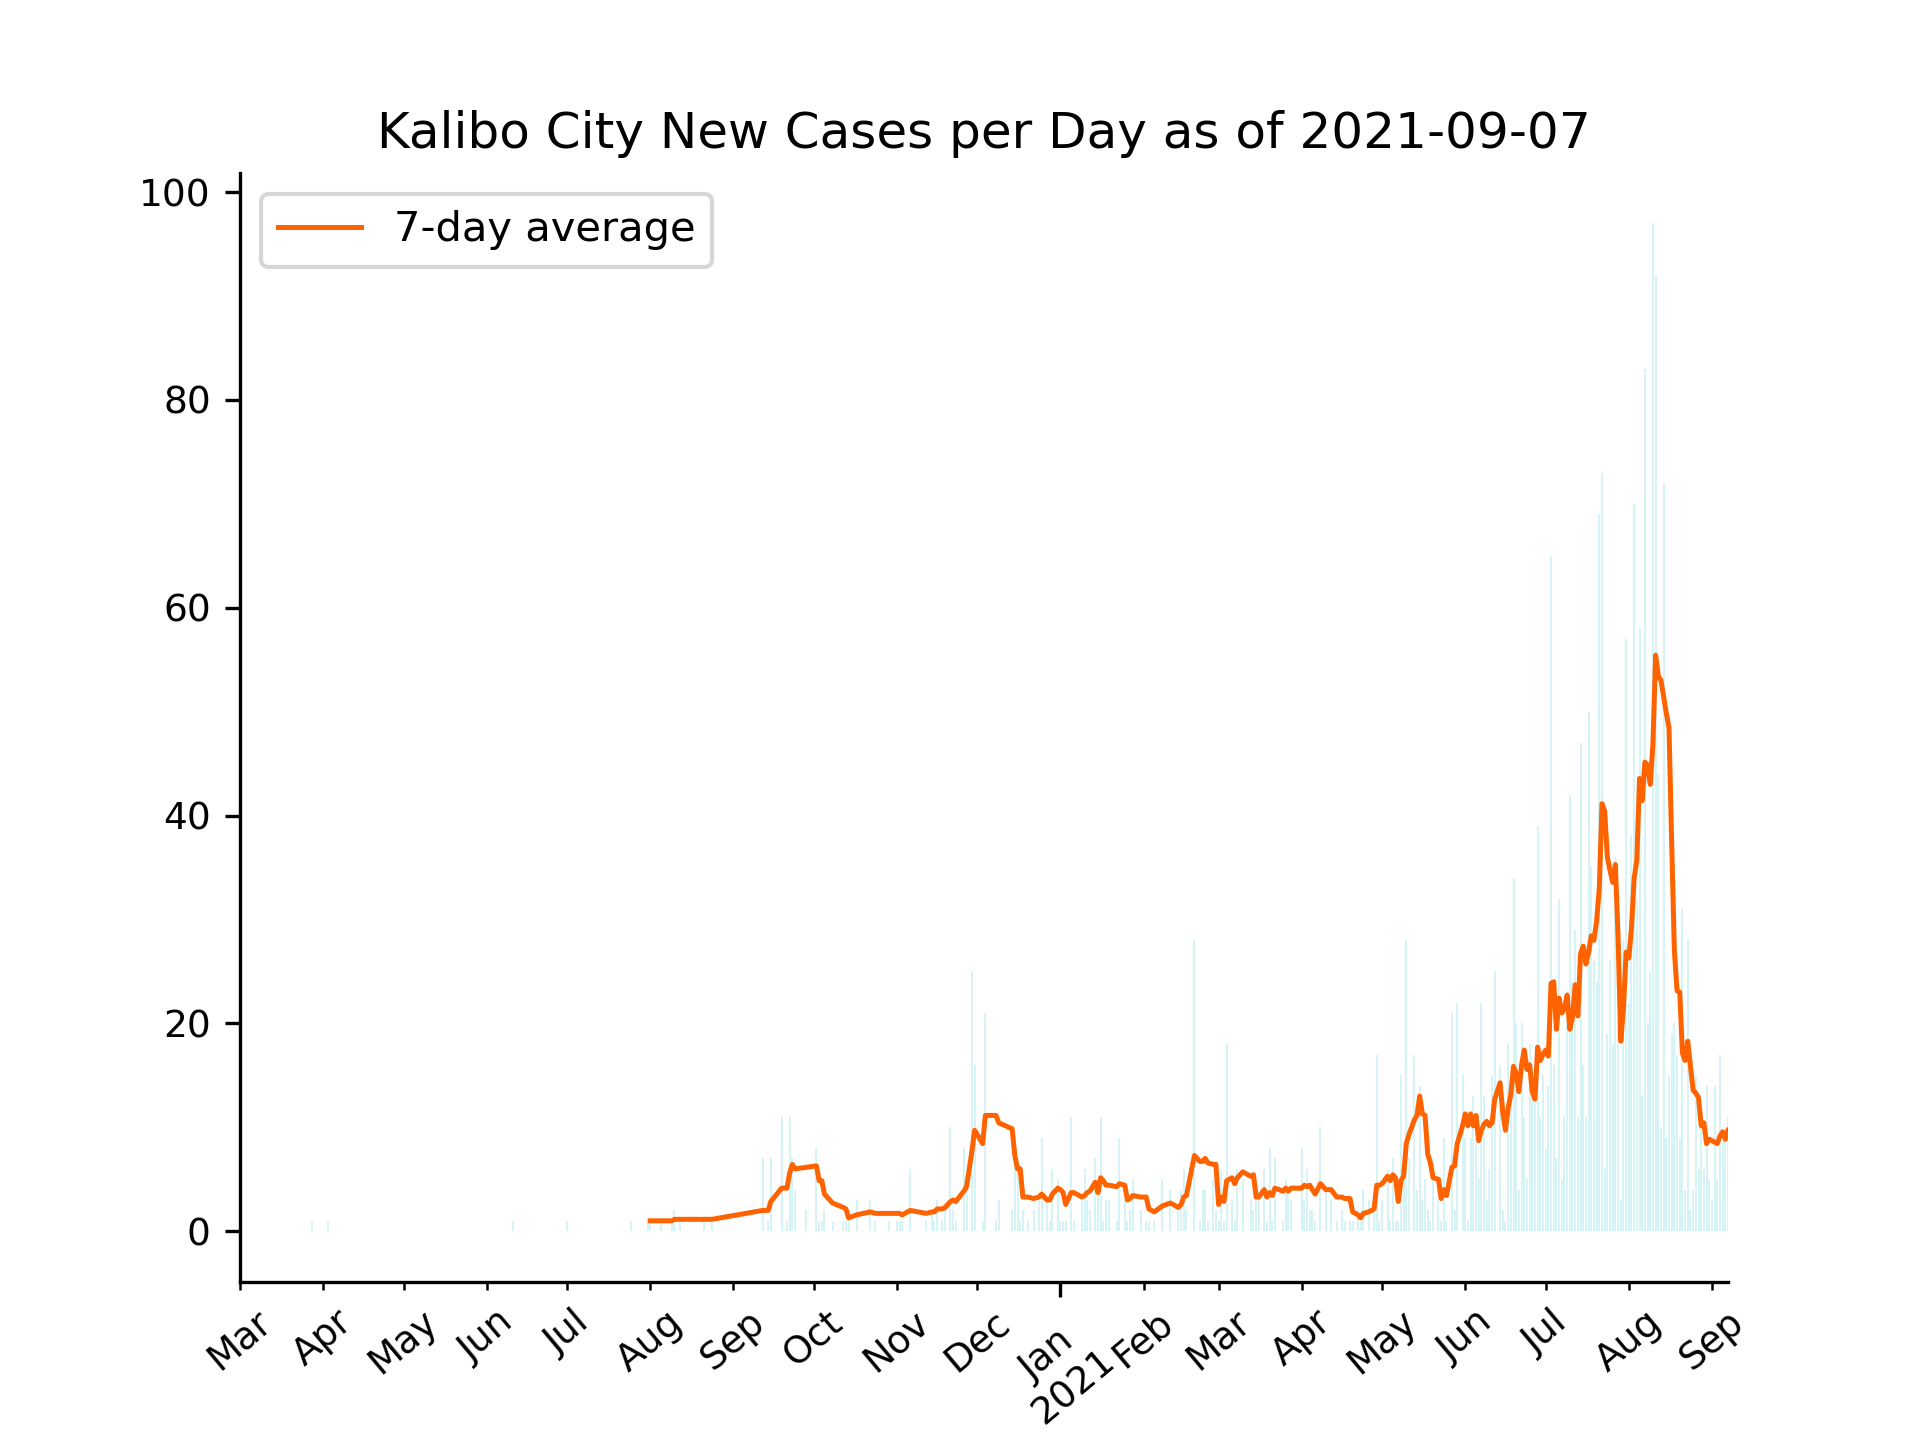 Kalibo City New Cases per Day as of 2021-09-07
7-day average
100
80
60
40
20
0
Mar Apr May Jun Jul Aug Sep Oct Nov Dec Jan Feb Mar Apr May Jun Jul Aug Sep
2021